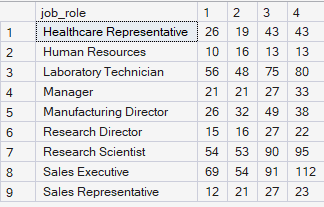 job_role 1 2 3 4
1 Healthcare Representative 26 19 43 43
2 Human Resources 10 16 13 13
3 Laboratory Technician 56 48 75 80
4 Manager 21 21 27 33
5 Manufacturing Director 26 32 49 38
6 Research Director 15 16 27 22
7 Research Scientist 54 53 90 95
8 Sales Executive 69 54 91 112
9 Sales Representative 12 21 27 23